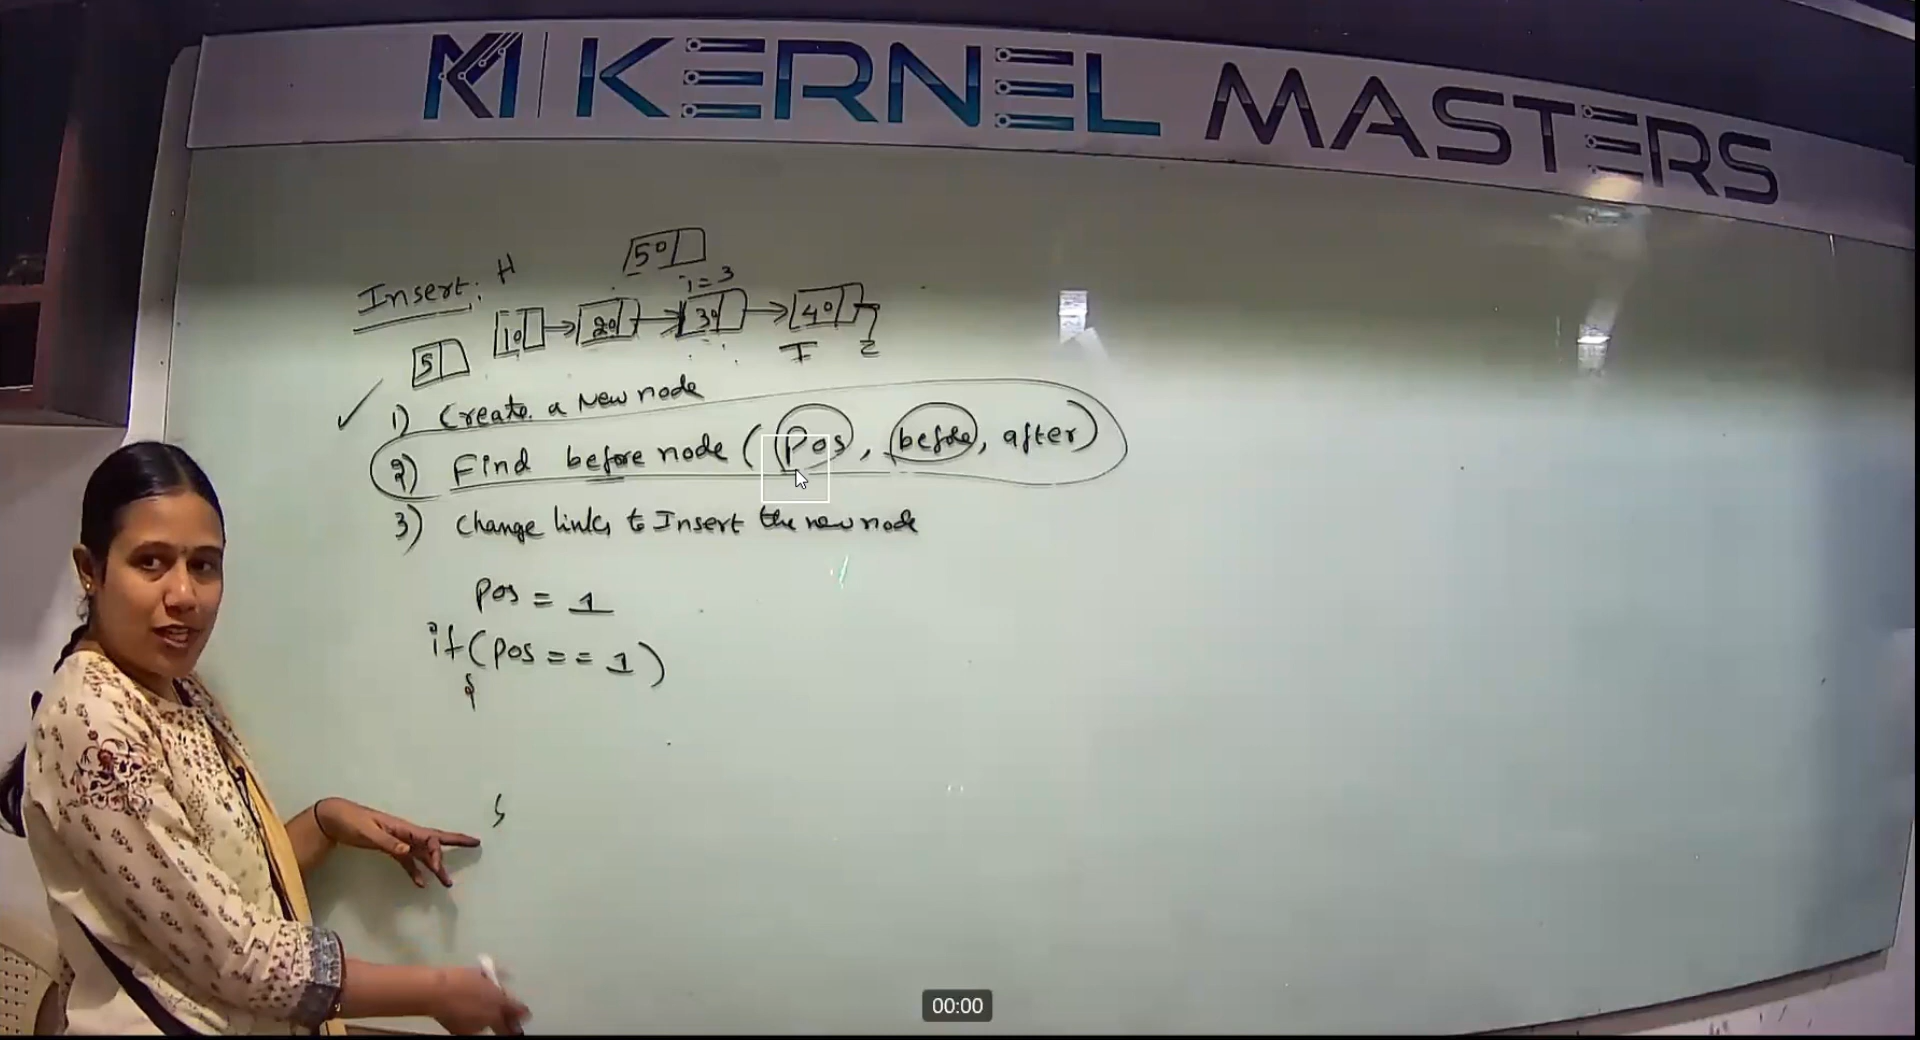 KERNEL MASTERS
50
Insert: H
i=3
10 20 30 40
5
I
1) Create a New node
2) Find before node (pos, before, after)
3) Change links to Insert the new node
pos = 1
if (pos == 1)
{
}
00:00